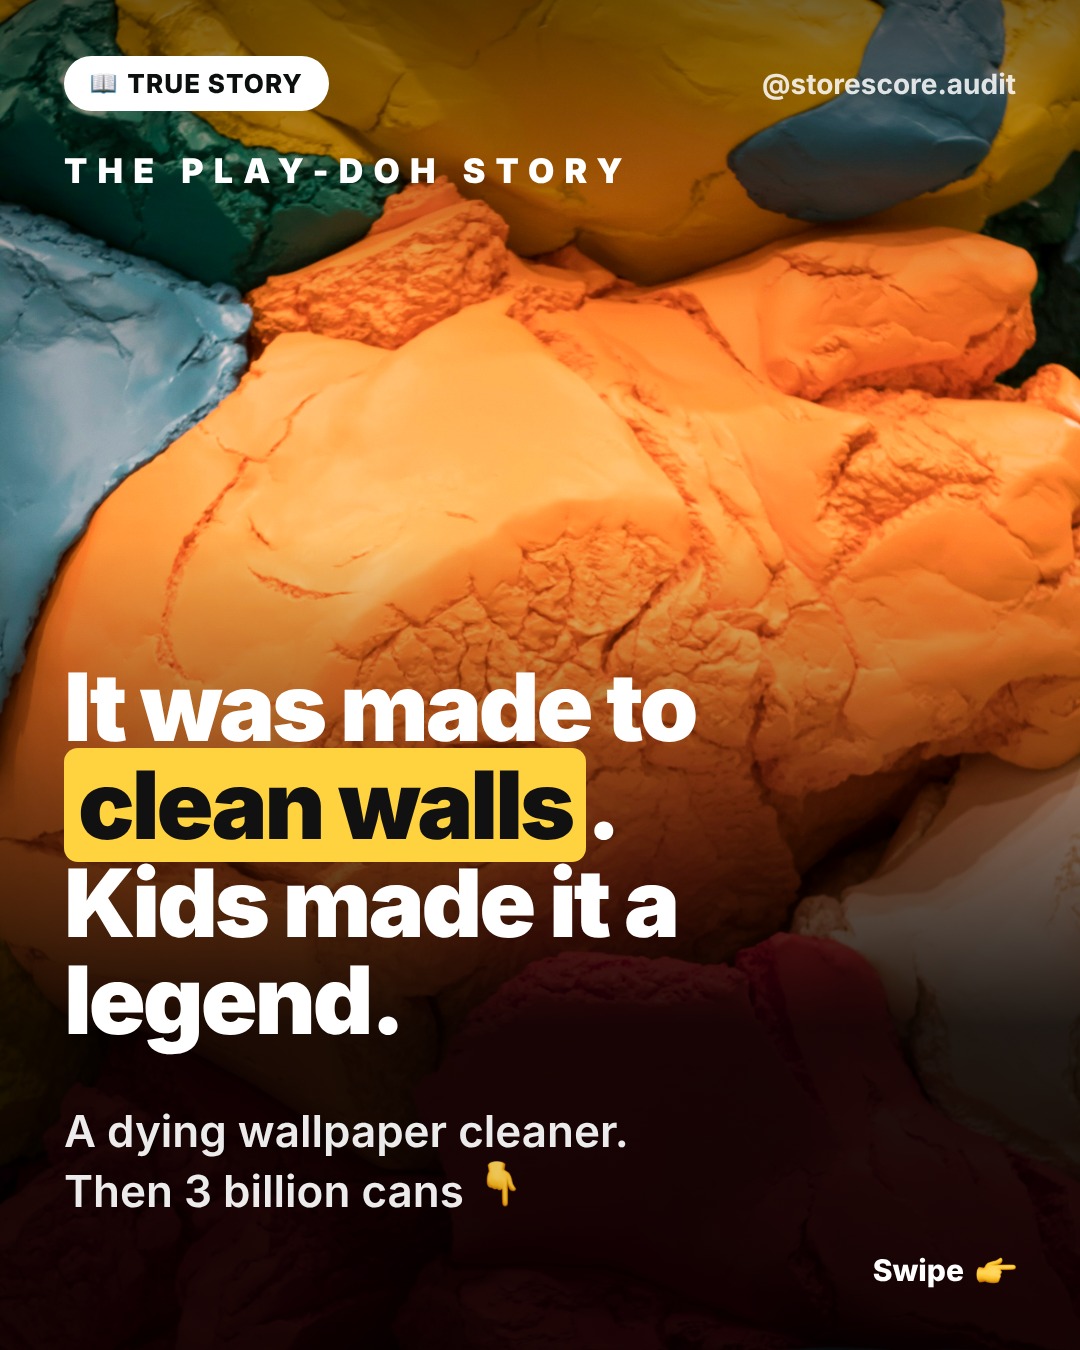 📖 TRUE STORY
@storescore.audit
THE PLAY-DOH STORY
It was made to
clean walls.
Kids made it a
legend.
A dying wallpaper cleaner.
Then 3 billion cans 👇
Swipe 👉